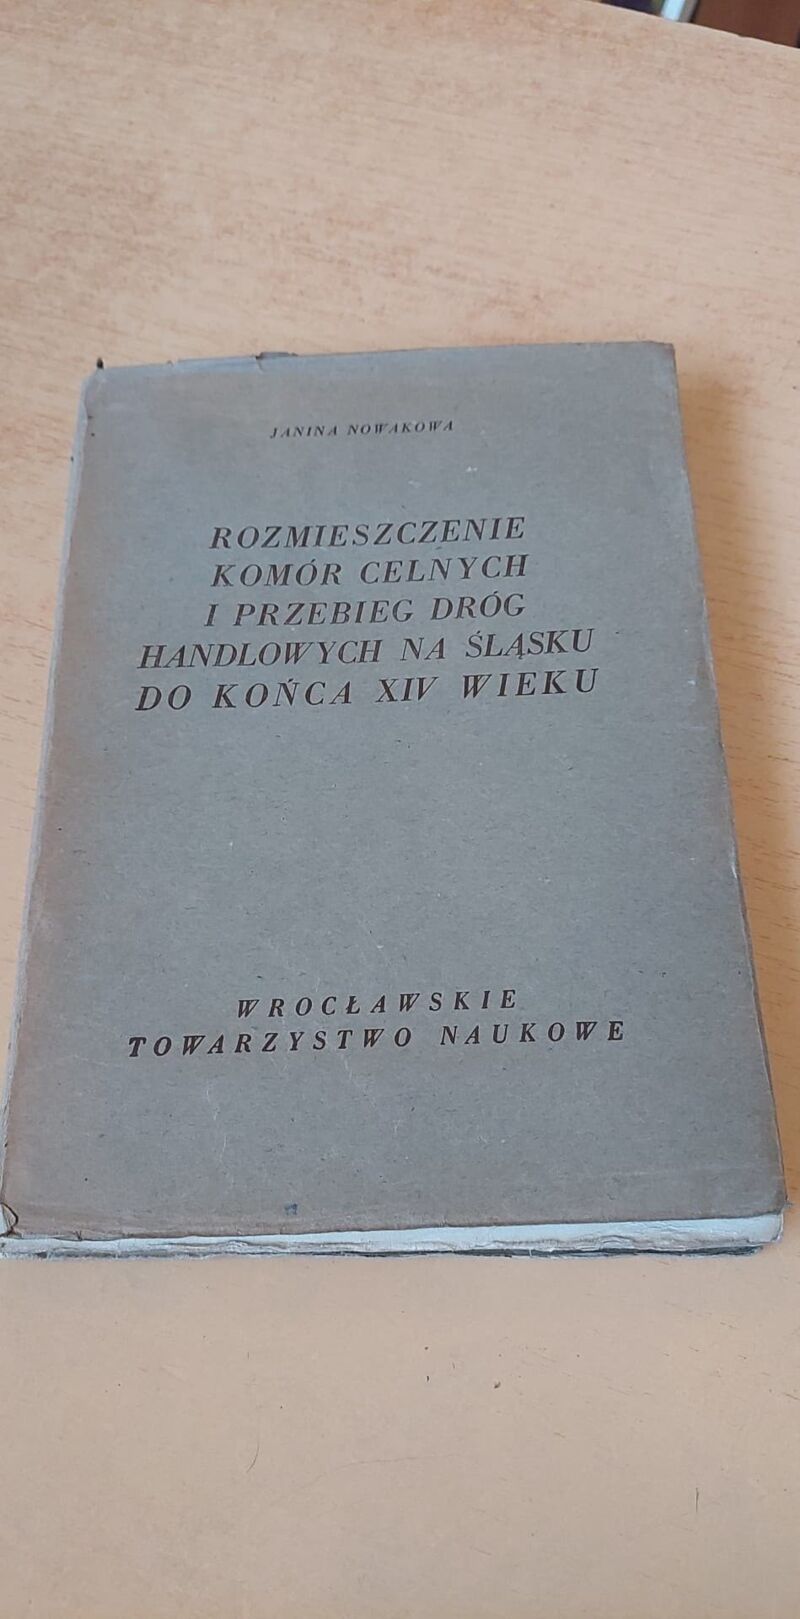 JANINA NOWAKOWA
ROZMIESZCZENIE
KOMÓR CELNYCH
I PRZEBIEG DRÓG
HANDLOWYCH NA ŚLĄSKU
DO KOŃCA XIV WIEKU
WROCŁAWSKIE
TOWARZYSTWO NAUKOWE